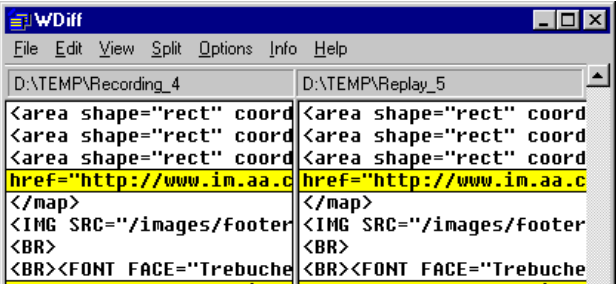 WDiff
File Edit View Split Options Info Help
D:\TEMP\Recording_4 D:\TEMP\Replay_5
<area shape="rect" coord <area shape="rect" coord
<area shape="rect" coord <area shape="rect" coord
<area shape="rect" coord <area shape="rect" coord
href="http://www.im.aa.c href="http://www.im.aa.c
</map> </map>
<IMG SRC="/images/footer <IMG SRC="/images/footer
<BR> <BR>
<BR><FONT FACE="Trebuche <BR><FONT FACE="Trebuche